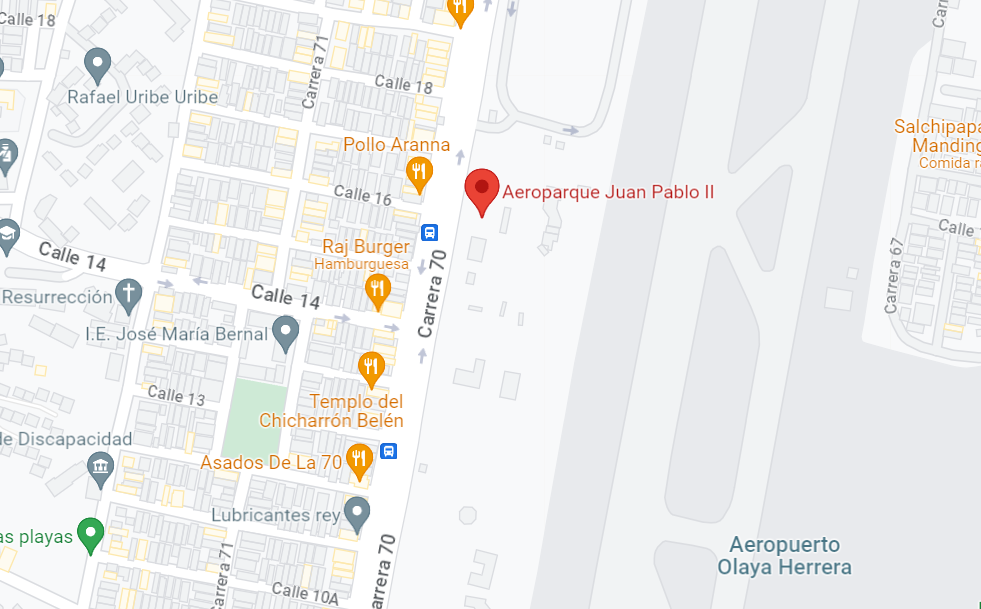 Calle 18
Carr
Carrera 71
Calle 18
Rafael Uribe Uribe
Salchipapa
Manding
Comida ra
Pollo Aranna
Calle 16
Aeroparque Juan Pablo II
Calle
Raj Burger
Hamburguesa
Calle 14
Carrera 70
Carrera 67
Resurrección
Calle 14
I.E. José María Bernal
Calle 13
Templo del
Chicharrón Belén
de Discapacidad
Asados De La 70
Lubricantes rey
as playas
Carrera 71
arrera 70
Aeropuerto
Olaya Herrera
Calle 10A